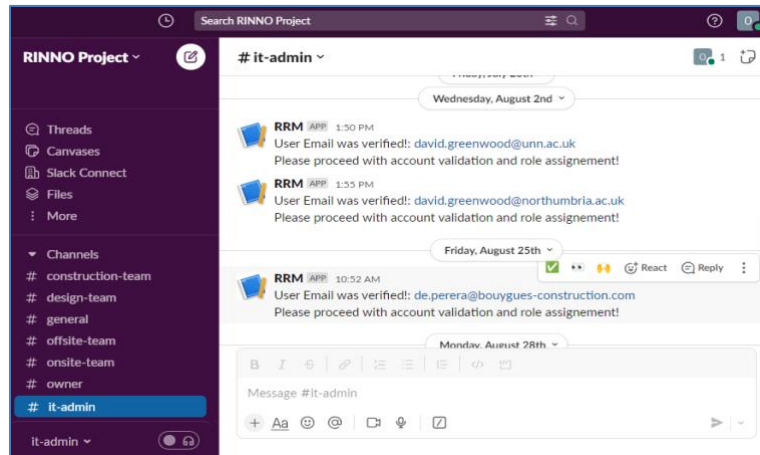 Search RINNO Project
RINNO Project
# it-admin
1
Wednesday, August 2nd
Threads
Canvases
Slack Connect
Files
More
Channels
# construction-team
# design-team
# general
# offsite-team
# onsite-team
# owner
# it-admin
it-admin
RRM APP 1:50 PM
User Email was verified!: david.greenwood@unn.ac.uk
Please proceed with account validation and role assignement!
RRM APP 1:55 PM
User Email was verified!: david.greenwood@northumbria.ac.uk
Please proceed with account validation and role assignement!
Friday, August 25th
React Reply
RRM APP 10:52 AM
User Email was verified!: de.perera@bouygues-construction.com
Please proceed with account validation and role assignement!
Monday, August 28th
B I S
Message #it-admin
+ Aa @